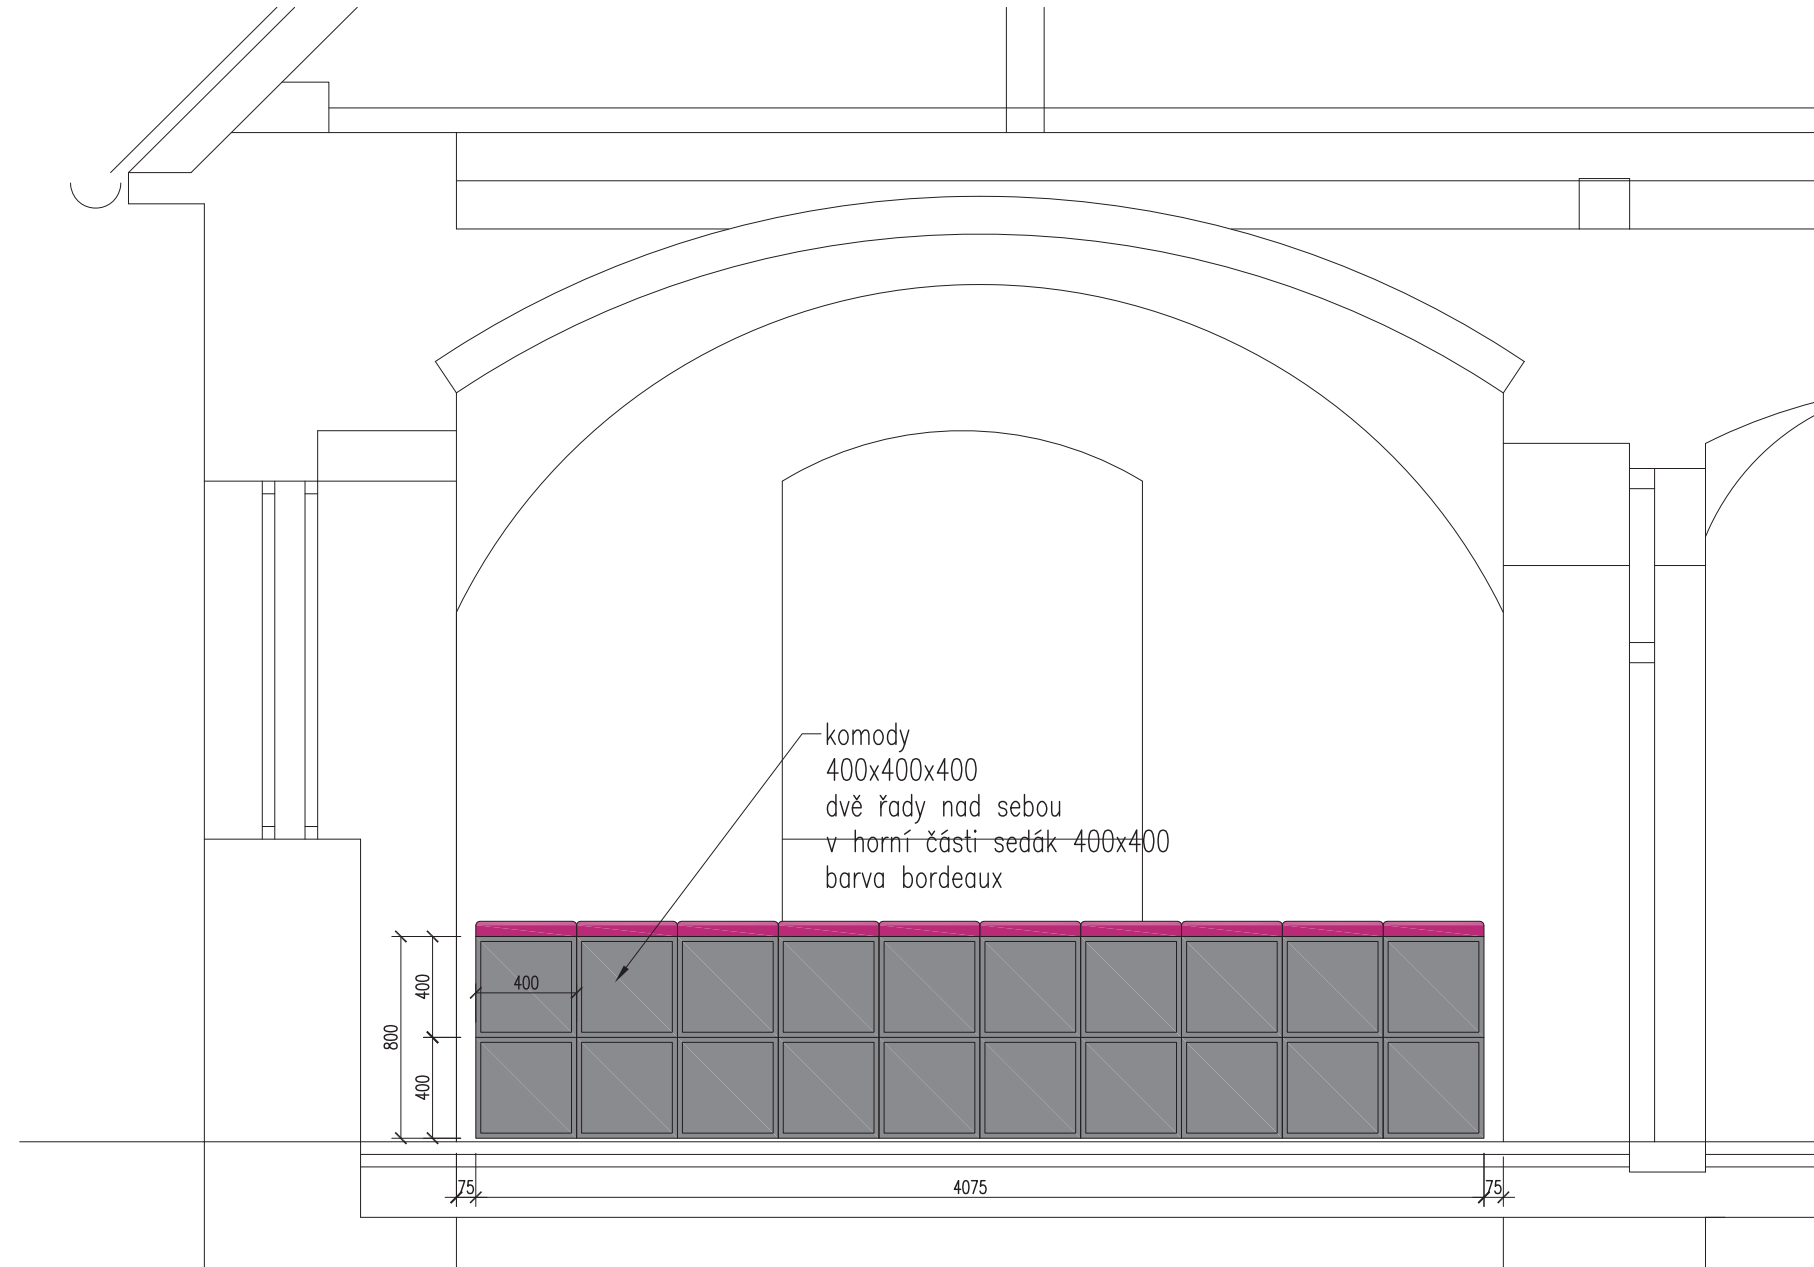 komody
400x400x400
dvě řady nad sebou
v horní části sedák 400x400
barva bordeaux
400
400
800
400
75
4075
75